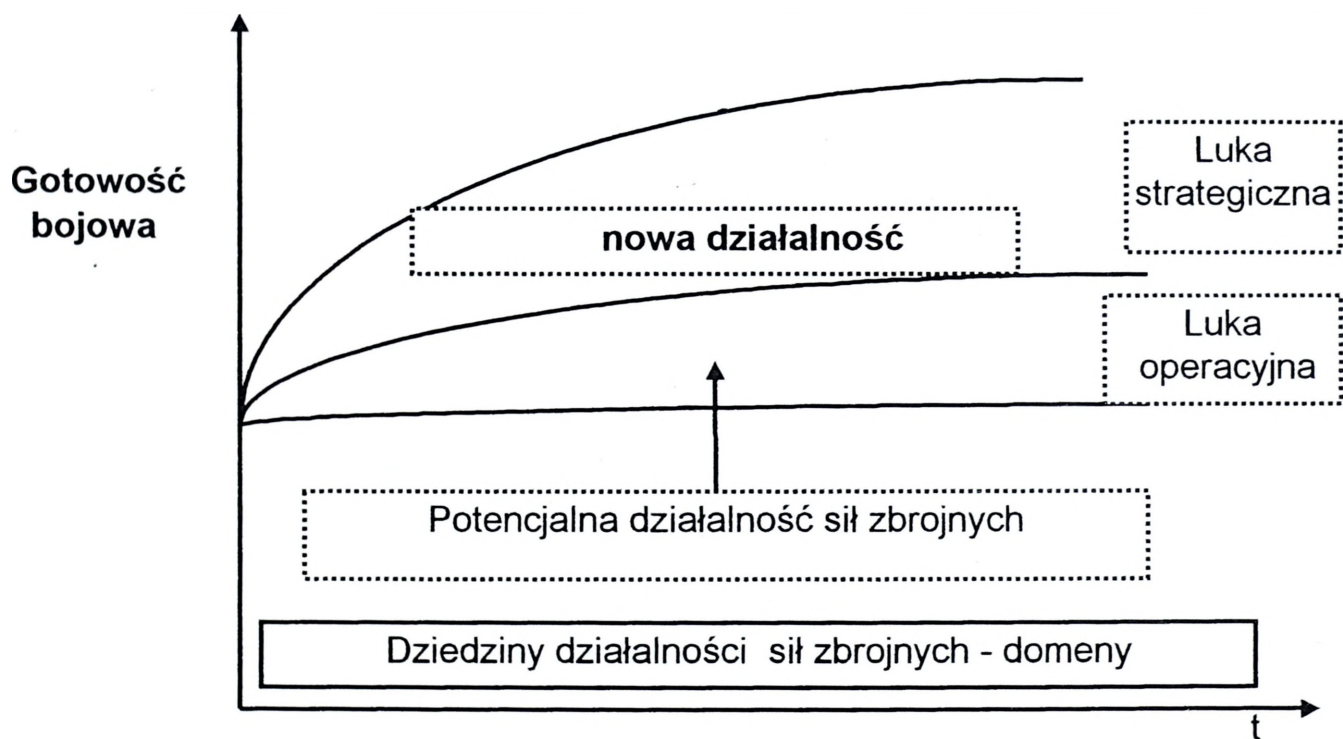 Gotowość
bojowa
Luka
strategiczna
nowa działalność
Luka
operacyjna
Potencjalna działalność sił zbrojnych
Dziedziny działalności sił zbrojnych - domeny
t